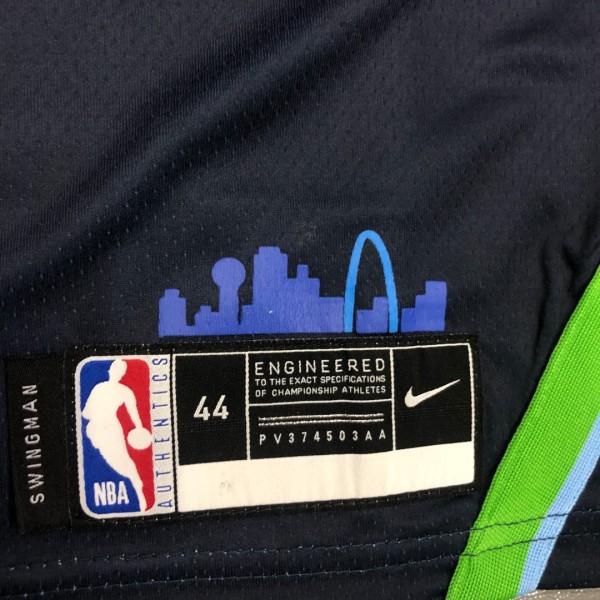 SWINGMAN
NBA
AUTHENTICS
44
ENGINEERED
TO THE EXACT SPECIFICATIONS
OF CHAMPIONSHIP ATHLETES
PV374503AA